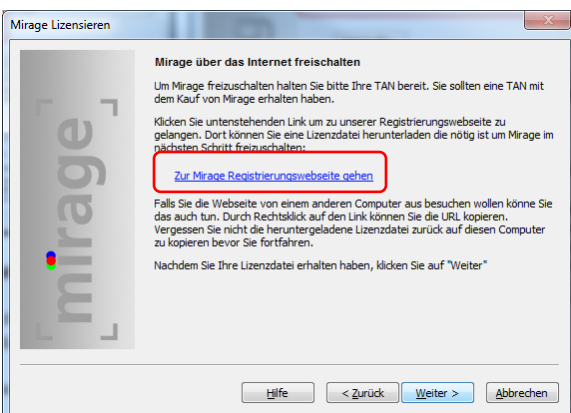 Mirage Lizensieren
x
mirage
Mirage über das Internet freischalten
Um Mirage freizuschalten halten Sie bitte Ihre TAN bereit. Sie sollten eine TAN mit
dem Kauf von Mirage erhalten haben.
Klicken Sie untenstehenden Link um zu unserer Registrierungswebseite zu
gelangen. Dort können Sie eine Lizenzdatei herunterladen die nötig ist um Mirage im
nächsten Schritt freizuschalten:
Zur Mirage Registrierungswebseite gehen
Falls Sie die Webseite von einem anderen Computer aus besuchen wollen könne Sie
das auch tun. Durch Rechtsklick auf den Link können Sie die URL kopieren.
Vergessen Sie nicht die heruntergeladene Lizenzdatei zurück auf diesen Computer
zu kopieren bevor Sie fortfahren.
Nachdem Sie Ihre Lizenzdatei erhalten haben, klicken Sie auf "Weiter"
Hilfe < Zurück Weiter > Abbrechen